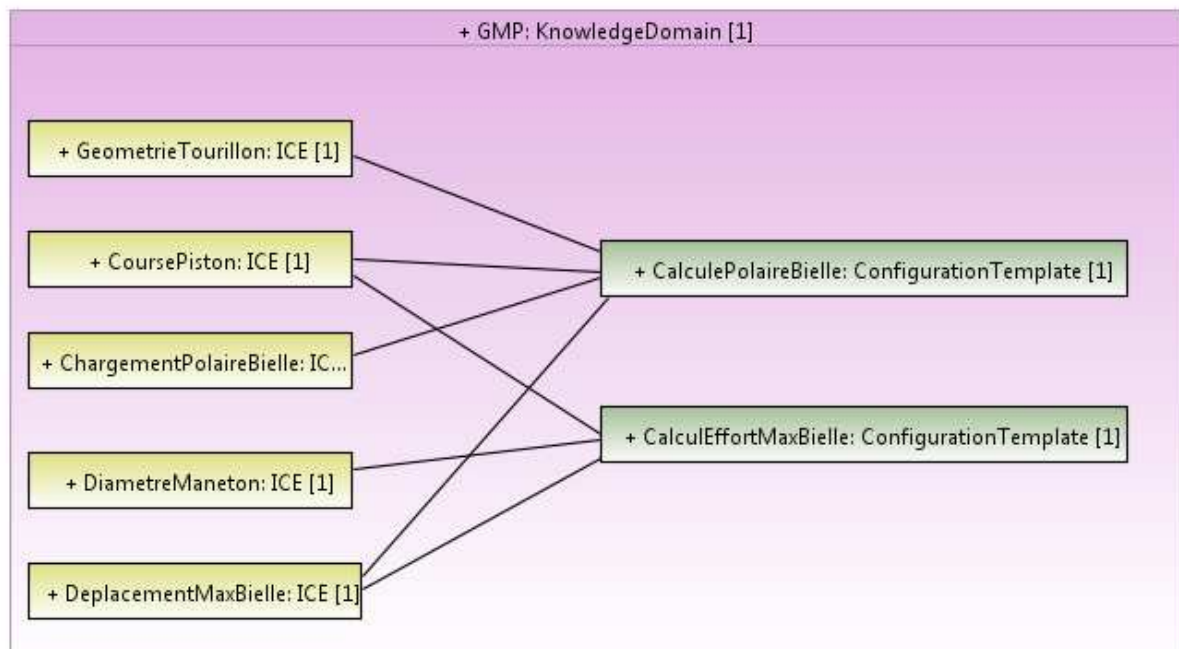 + GMP: KnowledgeDomain [1]
+ GeometrieTourillon: ICE [1]
+ CoursePiston: ICE [1]
+ CalculePolaireBielle: ConfigurationTemplate [1]
+ ChargementPolaireBielle: IC...
+ CalculEffortMaxBielle: ConfigurationTemplate [1]
+ DiametreManeton: ICE [1]
+ DeplacementMaxBielle: ICE [1]